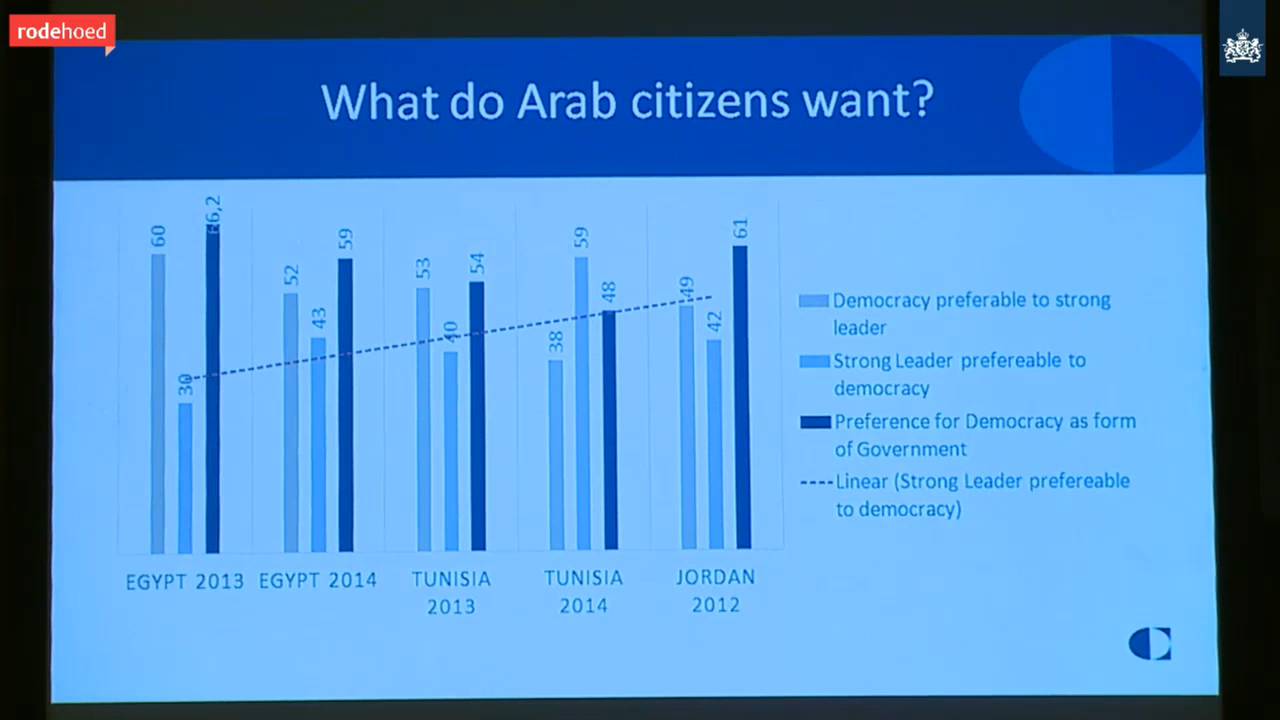 rodehoed
What do Arab citizens want?
60
30
52
43
59
53
40
54
38
59
48
49
42
61
Democracy preferable to strong
leader
Strong Leader prefereable to
democracy
Preference for Democracy as form
of Government
Linear (Strong Leader prefereable
to democracy)
EGYPT 2013
EGYPT 2014
TUNISIA
2013
TUNISIA
2014
JORDAN
2012